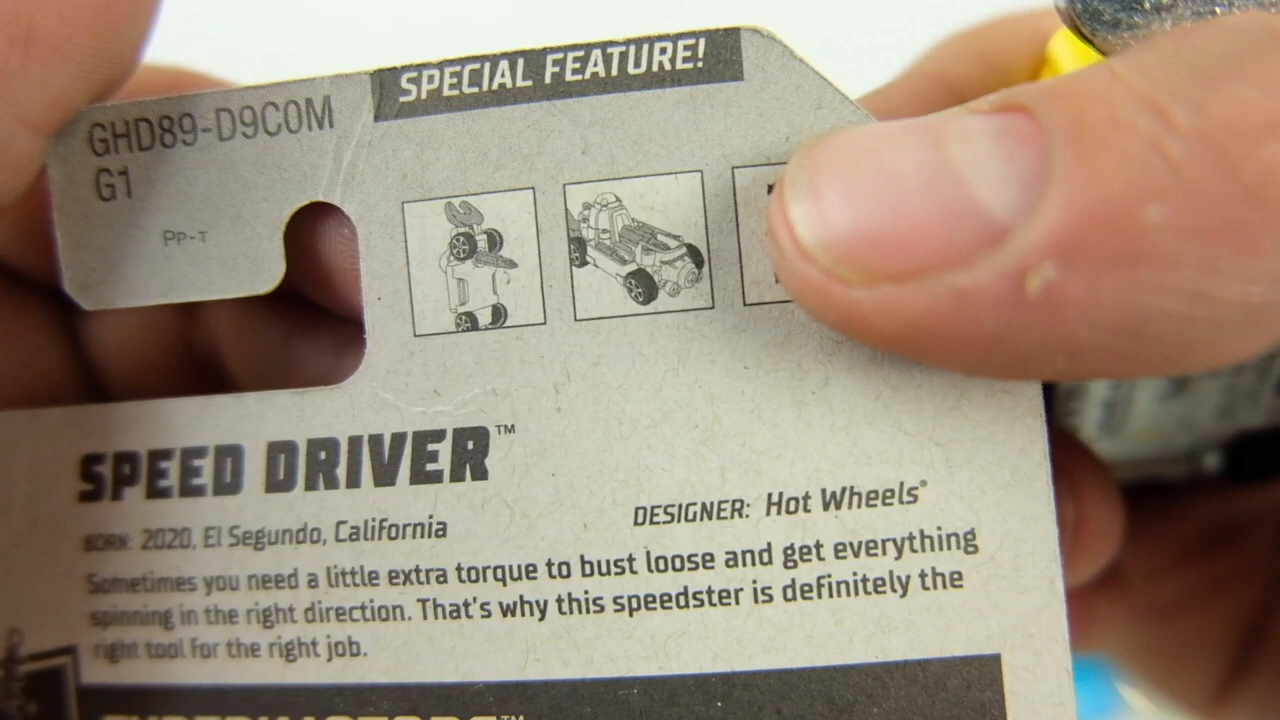 SPECIAL FEATURE!
GHD89-D9C0M
G1
PP-T
SPEED DRIVER™
BORN: 2020, El Segundo, California
DESIGNER: Hot Wheels®
Sometimes you need a little extra torque to bust loose and get everything
spinning in the right direction. That's why this speedster is definitely the
right tool for the right job.